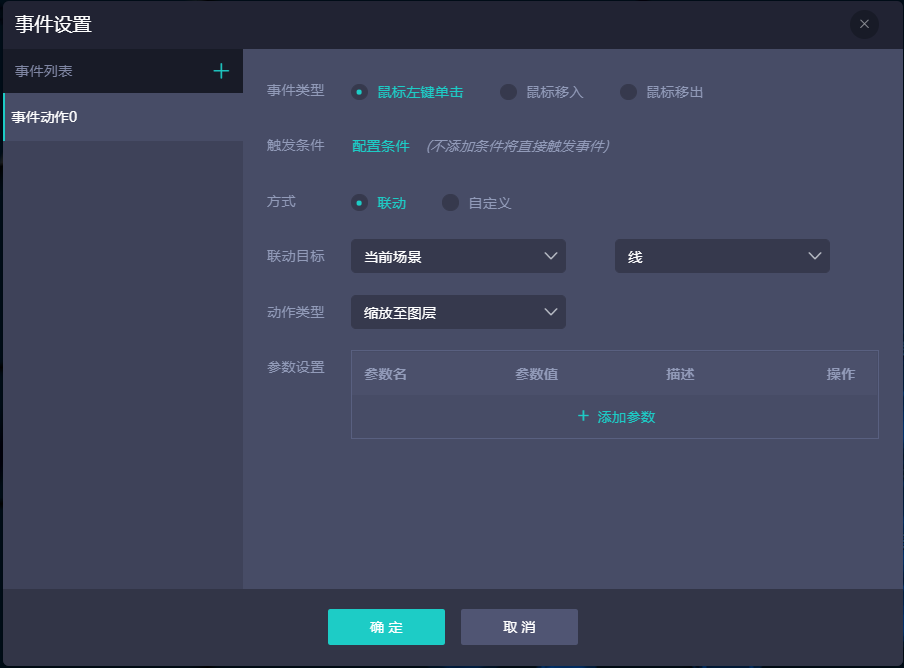 事件设置
事件列表
事件动作0
事件类型 鼠标左键单击 鼠标移入 鼠标移出
触发条件 配置条件 (不添加条件将直接触发事件)
方式 联动 自定义
联动目标 当前场景 线
动作类型 缩放至图层
参数设置 参数名 参数值 描述 操作
+ 添加参数
确定 取消